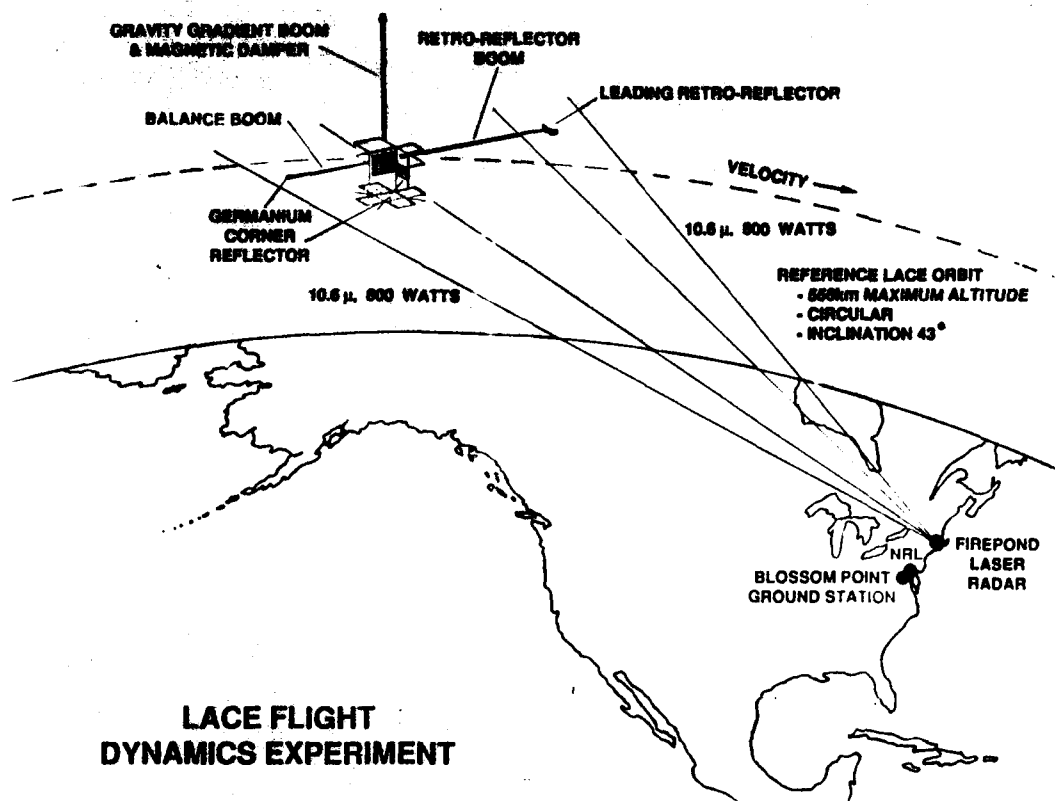 GRAVITY GRADIENT BOOM
& MAGNETIC DAMPER
RETRO-REFLECTOR
BOOM
LEADING RETRO-REFLECTOR
BALANCE BOOM
VELOCITY
GERMANIUM
CORNER
REFLECTOR
10.6 µ, 800 WATTS
10.6 µ, 800 WATTS
REFERENCE LACE ORBIT
- 556km MAXIMUM ALTITUDE
- CIRCULAR
- INCLINATION 43°
NRL
FIREPOND
LASER
RADAR
BLOSSOM POINT
GROUND STATION
LACE FLIGHT
DYNAMICS EXPERIMENT